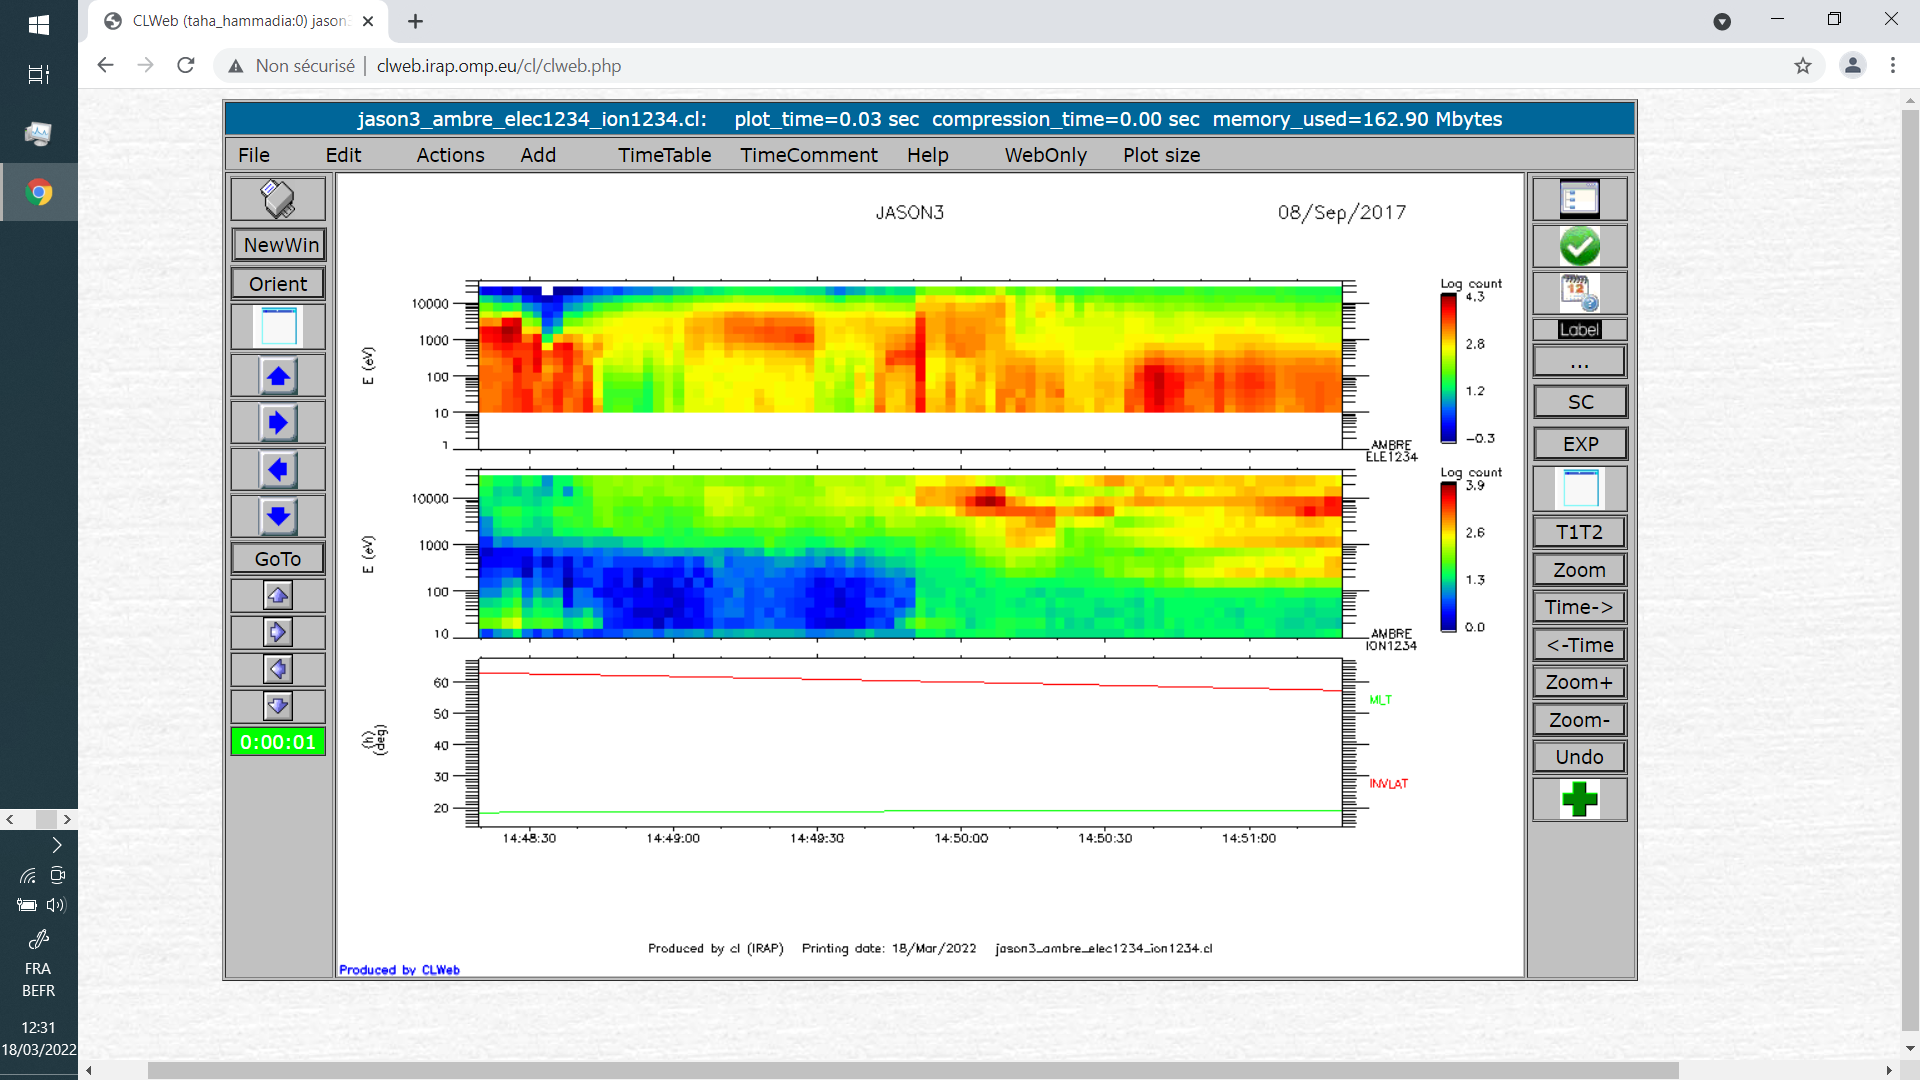 CLWeb (taha_hammadia:0) jason3
Non sécurisé | clweb.irap.omp.eu/cl/clweb.php
jason3_ambre_elec1234_ion1234.cl: plot_time=0.03 sec compression_time=0.00 sec memory_used=162.90 Mbytes
File Edit Actions Add TimeTable TimeComment Help WebOnly Plot size
NewWin
Orient
GoTo
0:00:01
JASON3 08/Sep/2017
10000
1000
100
10
1
E (eV)
Log count
4.3
2.8
1.2
-0.3
AMBRE
ELE1234
10000
1000
100
10
E (eV)
Log count
3.9
2.6
1.3
0.0
AMBRE
ION1234
60
50
40
30
20
(h)
(deg)
MLT
INVLAT
14:48:30 14:49:00 14:49:30 14:50:00 14:50:30 14:51:00
Produced by cl (IRAP) Printing date: 18/Mar/2022 jason3_ambre_elec1234_ion1234.cl
Produced by CLWeb
12
Label
...
SC
EXP
T1T2
Zoom
Time->
<-Time
Zoom+
Zoom-
Undo
FRA
BEFR
12:31
18/03/2022